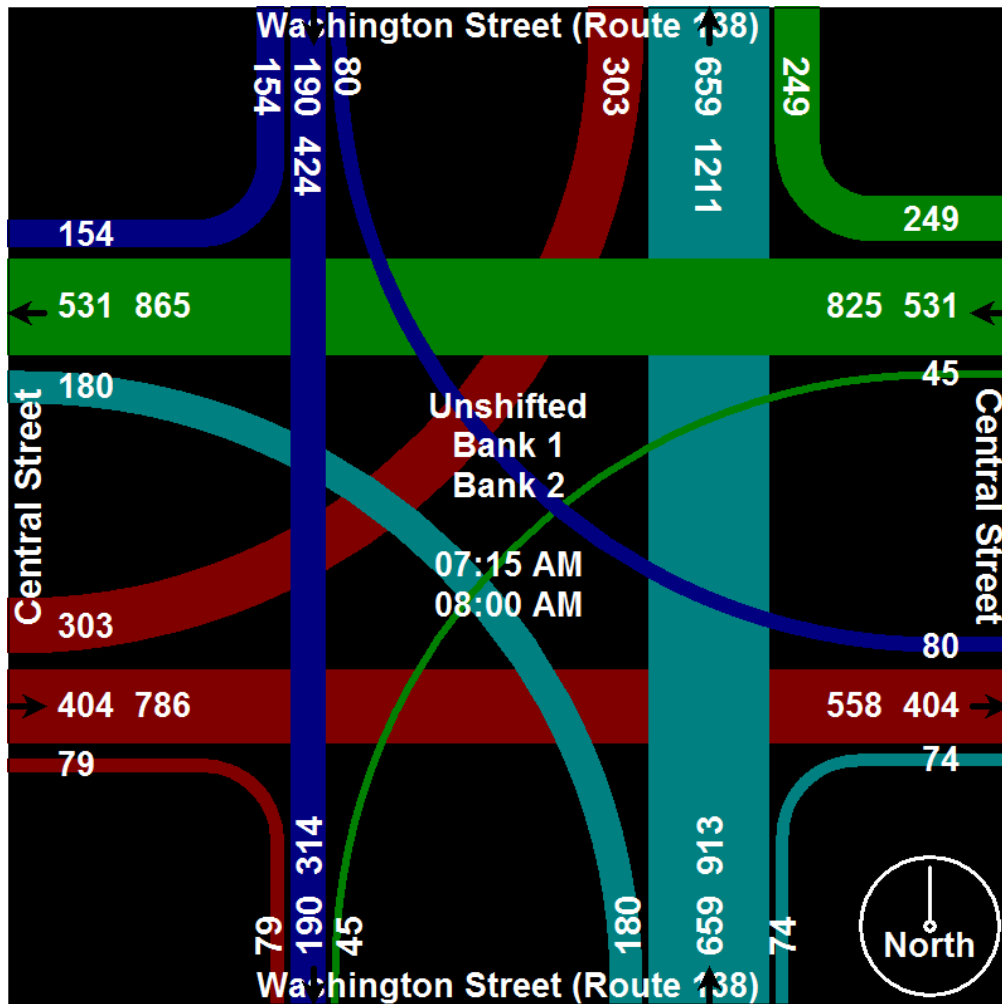 Washington Street (Route 138)
154
190 424
80
303
659 1211
249
154
249
531 865
825 531
180
45
Central Street
Central Street
Unshifted
Bank 1
Bank 2
07:15 AM
08:00 AM
303
80
404 786
558 404
79
74
79
190 314
45
180
659 913
74
North
Washington Street (Route 138)